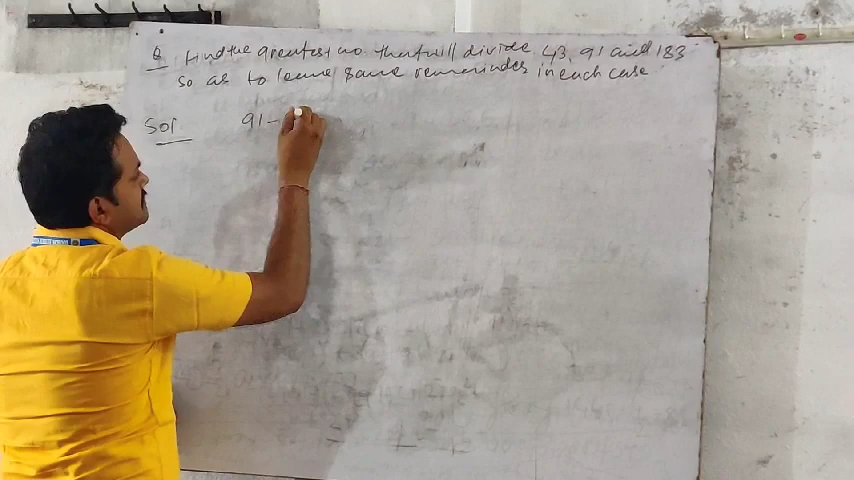 Q Find the greatest no. that will divide 43, 91 and 183
so as to leave same remainder in each case
Sol
91-